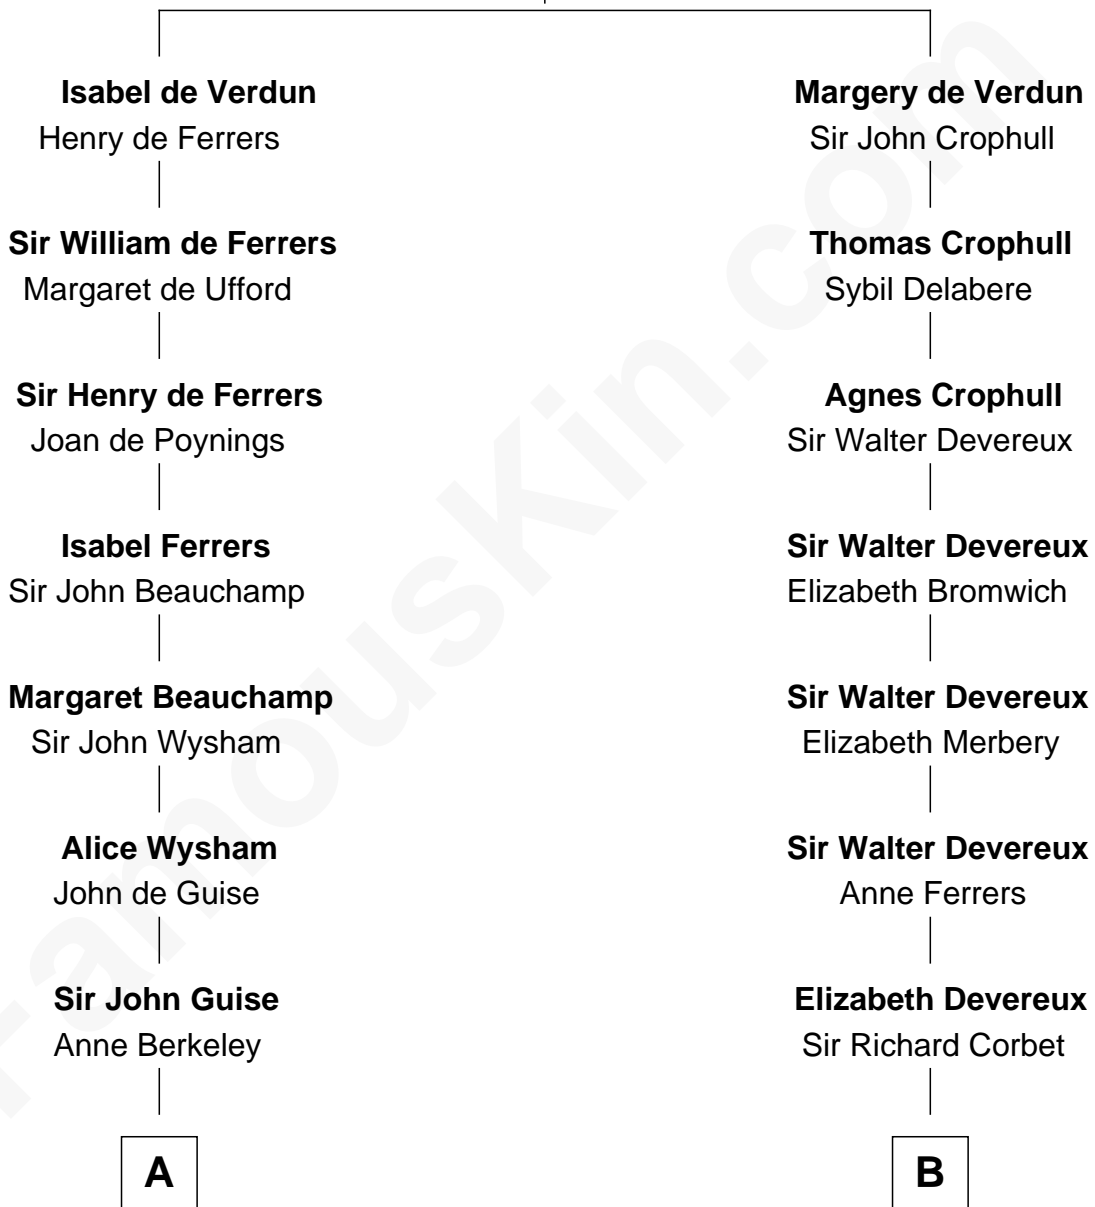 Isabel de Verdun
Henry de Ferrers
Sir William de Ferrers
Margaret de Ufford
Sir Henry de Ferrers
Joan de Poynings
Isabel Ferrers
Sir John Beauchamp
Margaret Beauchamp
Sir John Wysham
Alice Wysham
John de Guise
Sir John Guise
Anne Berkeley
A
Margery de Verdun
Sir John Crophull
Thomas Crophull
Sybil Delabere
Agnes Crophull
Sir Walter Devereux
Sir Walter Devereux
Elizabeth Bromwich
Sir Walter Devereux
Elizabeth Merbery
Sir Walter Devereux
Anne Ferrers
Elizabeth Devereux
Sir Richard Corbet
B
FamousKin.com